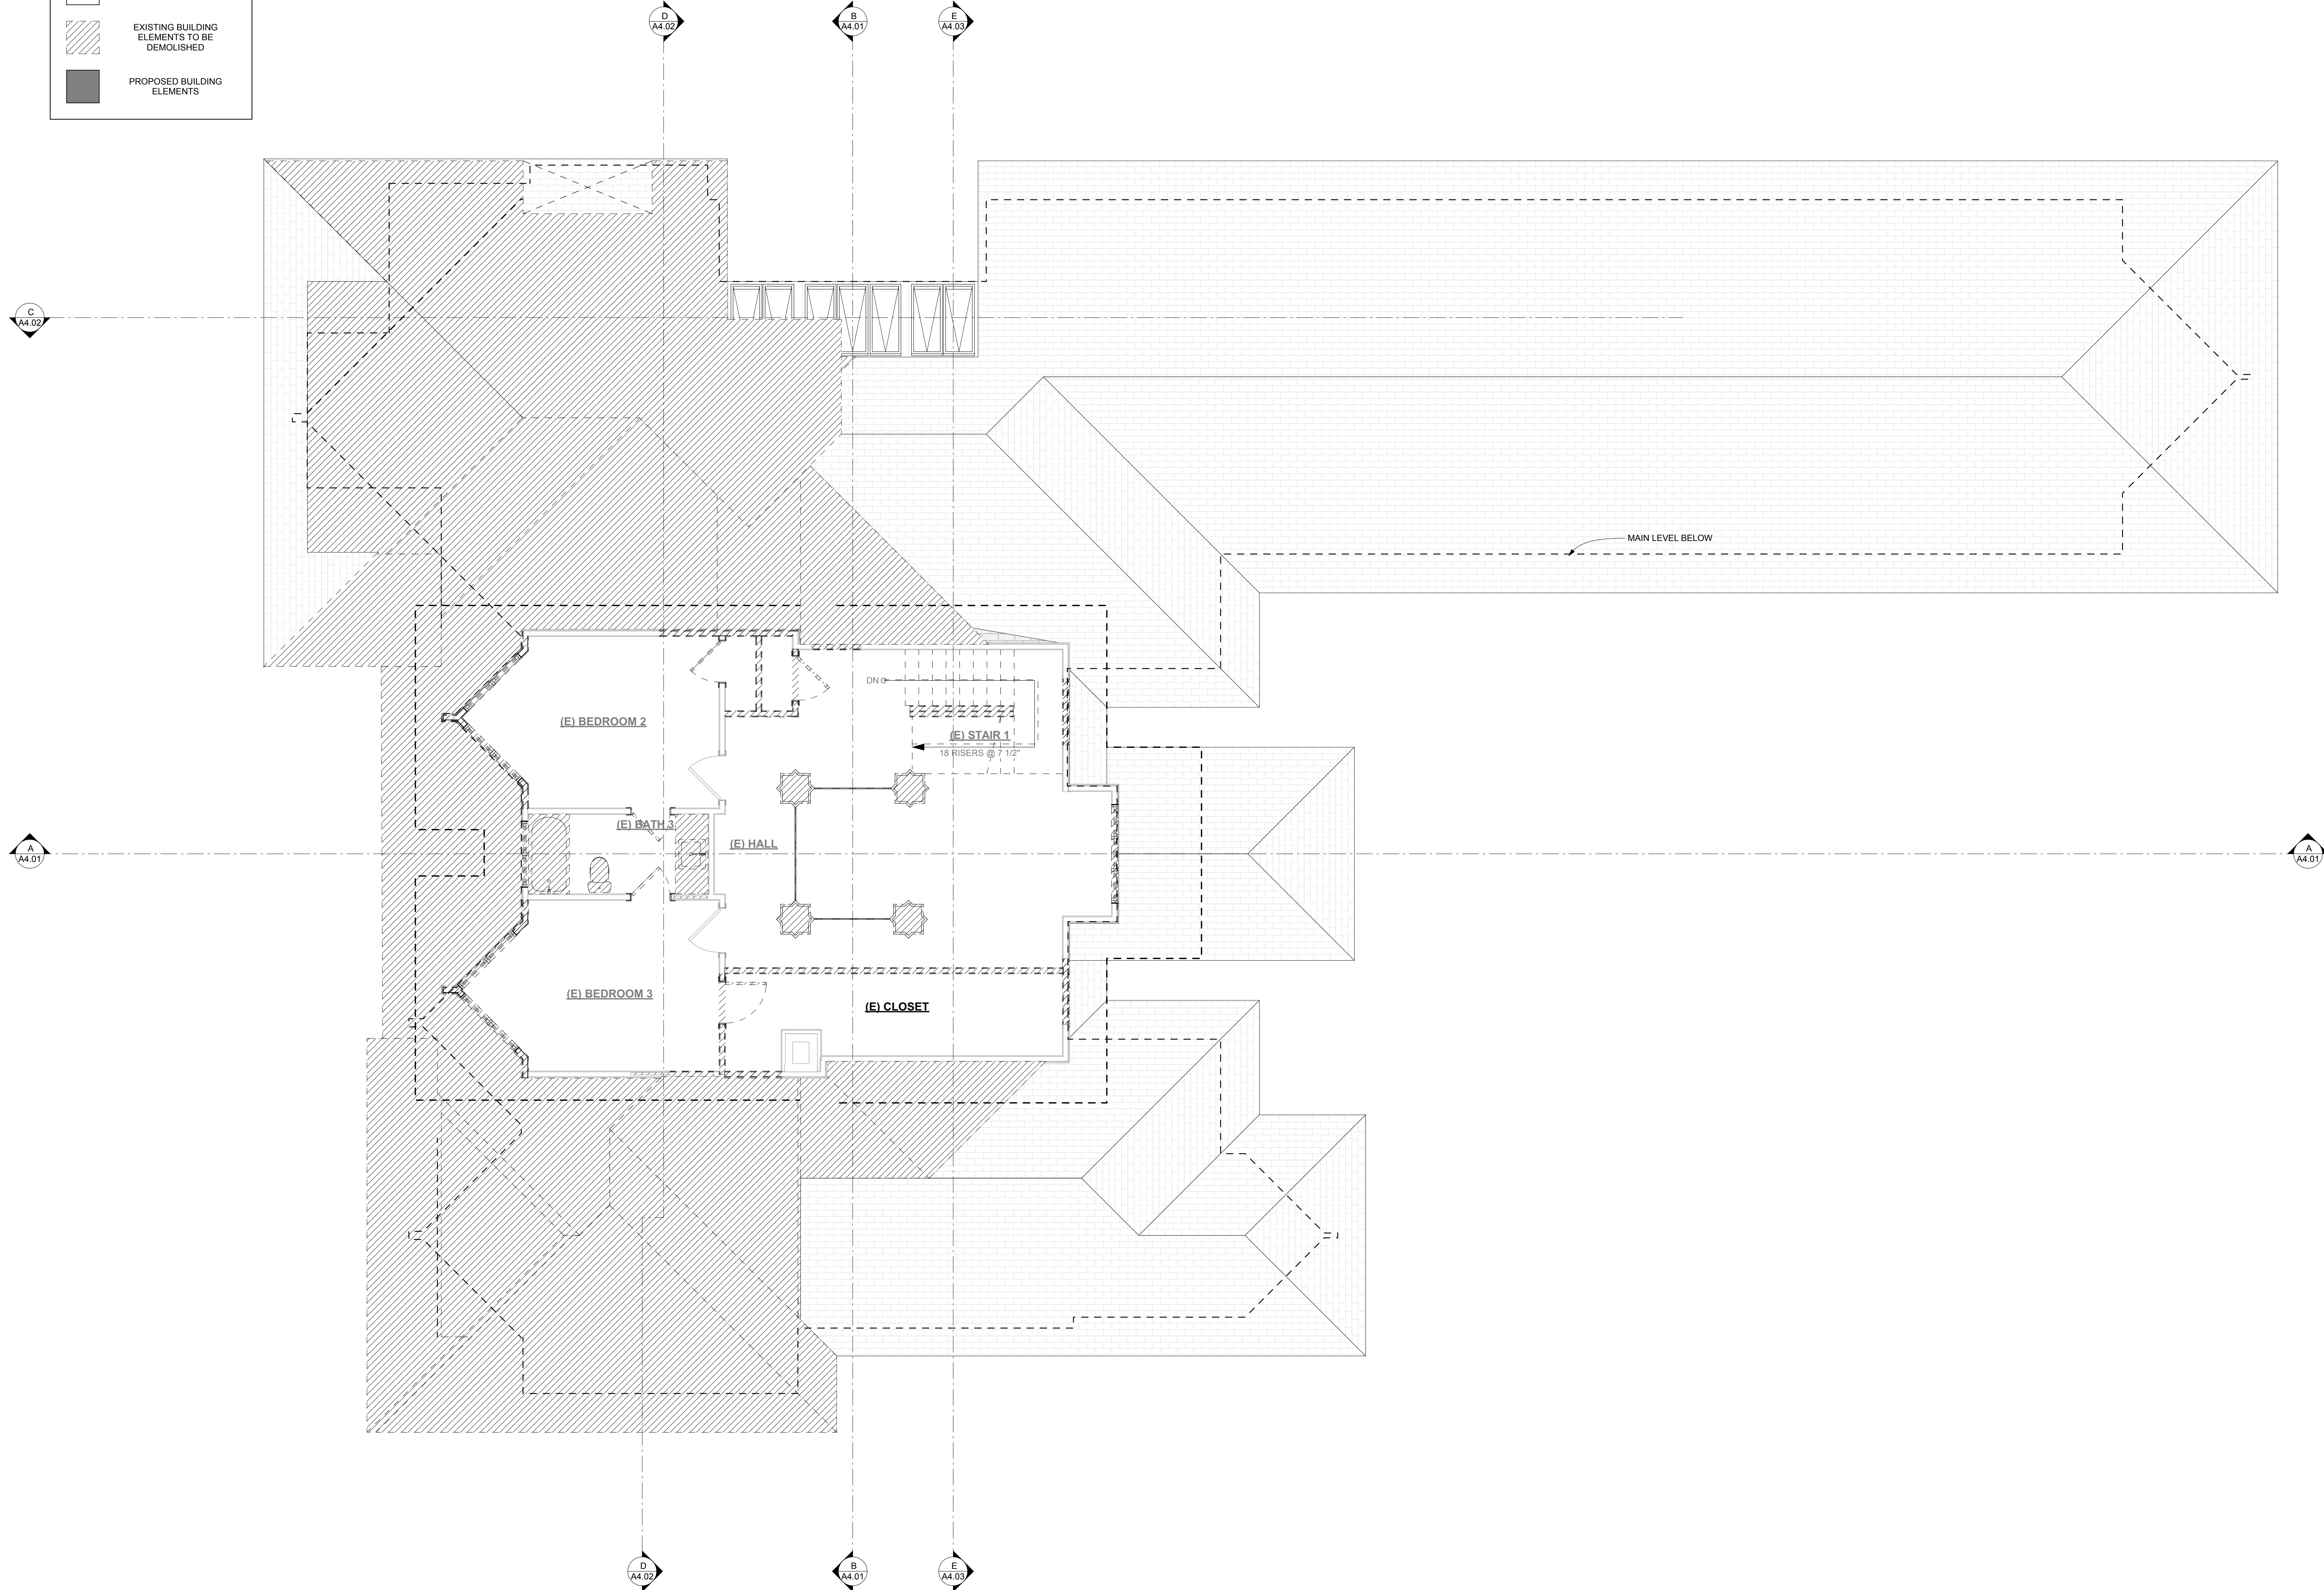 EXISTING BUILDING
ELEMENTS TO BE
DEMOLISHED
PROPOSED BUILDING
ELEMENTS
D
A4.02
B
A4.01
E
A4.03
C
A4.02
MAIN LEVEL BELOW
DN
(E) BEDROOM 2
(E) STAIR 1
18 RISERS @ 7 1/2"
(E) BATH 3
(E) HALL
A
A4.01
A
A4.01
(E) BEDROOM 3
(E) CLOSET
D
A4.02
B
A4.01
E
A4.03